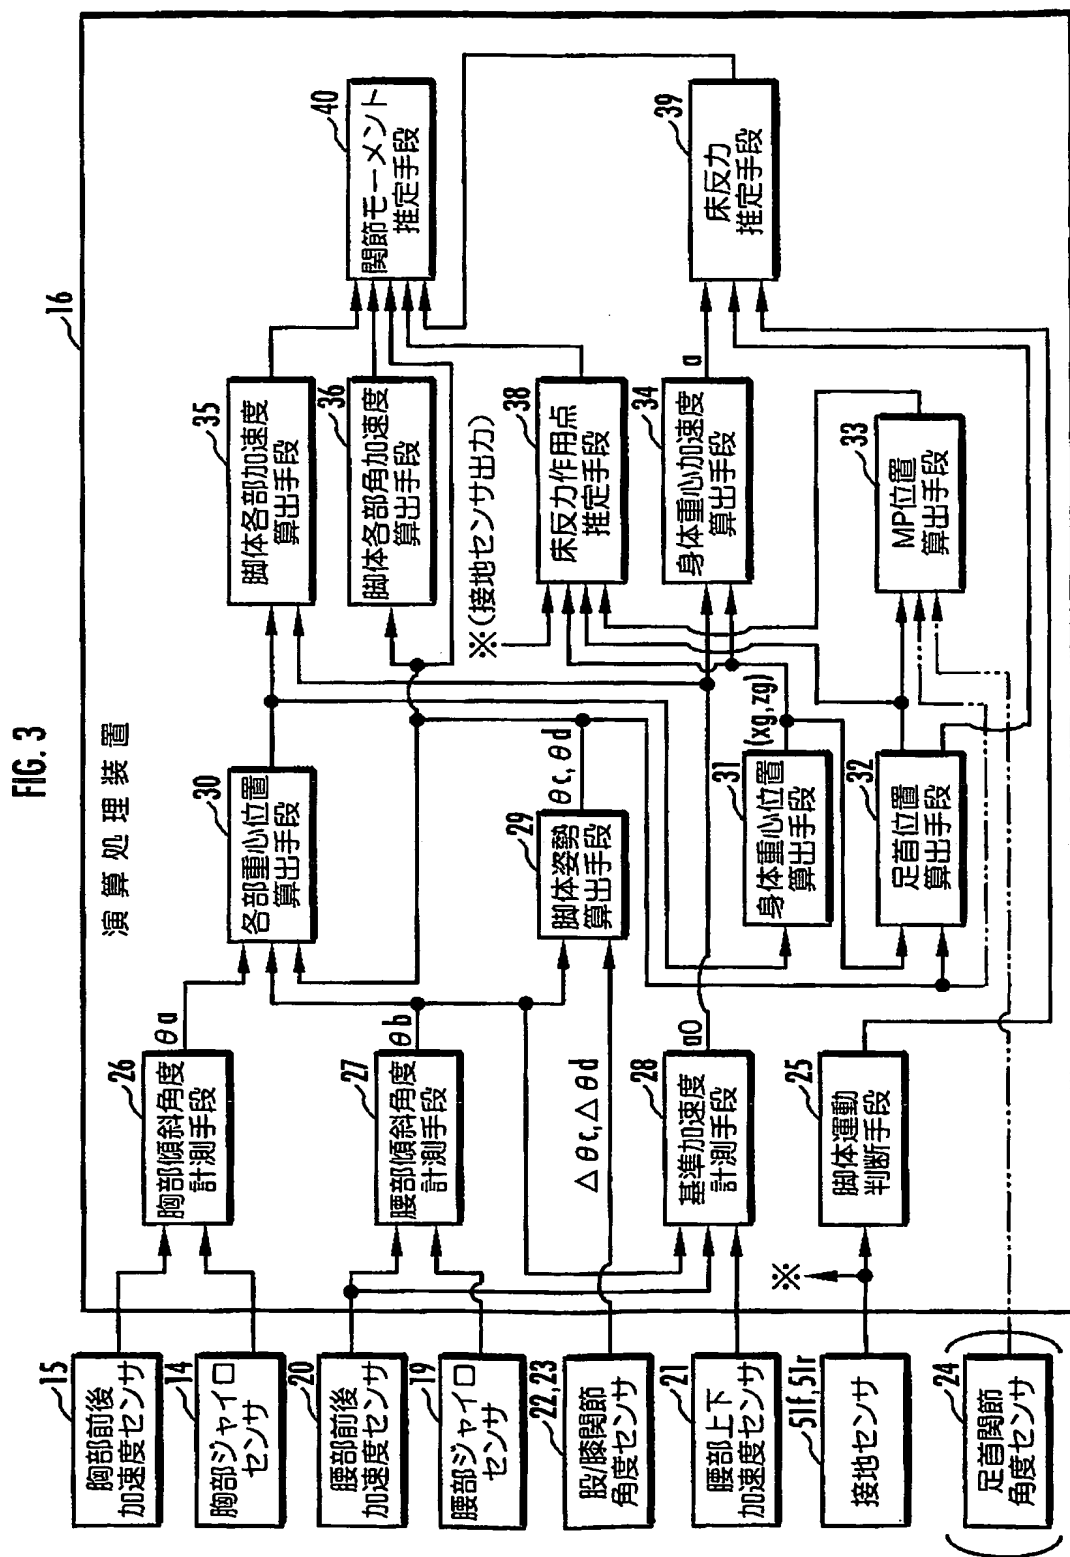 FIG. 3
16
演算処理装置
15
胸部前後
加速度センサ
14
胸部ジャイロ
センサ
20
腰部前後
加速度センサ
19
腰部ジャイロ
センサ
22,23
股/膝関節
角度センサ
21
腰部上下
加速度センサ
51f,51r
接地センサ
24
足首関節
角度センサ
26
胸部傾斜角度
計測手段
θa
27
腰部傾斜角度
計測手段
θb
△θc,△θd
28
基準加速度
計測手段
a0
25
脚体運動
判断手段
※
30
各部重心位置
算出手段
29
脚体姿勢
算出手段
θc,θd
31
身体重心位置
算出手段
(xg,zg)
32
足首位置
算出手段
35
脚体各部加速度
算出手段
36
脚体各部角加速度
算出手段
※(接地センサ出力)
38
床反力作用点
推定手段
34
身体重心加速度
算出手段
a
33
MP位置
算出手段
40
関節モーメント
推定手段
39
床反力
推定手段